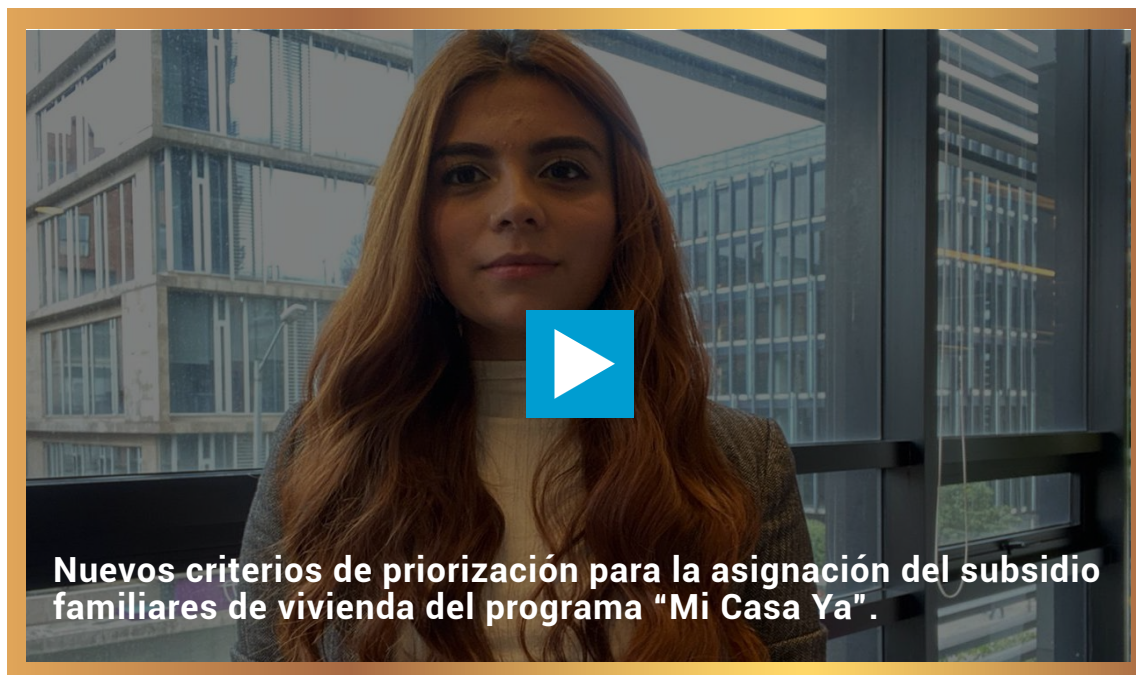 Nuevos criterios de priorización para la asignación del subsidio
familiares de vivienda del programa “Mi Casa Ya”.